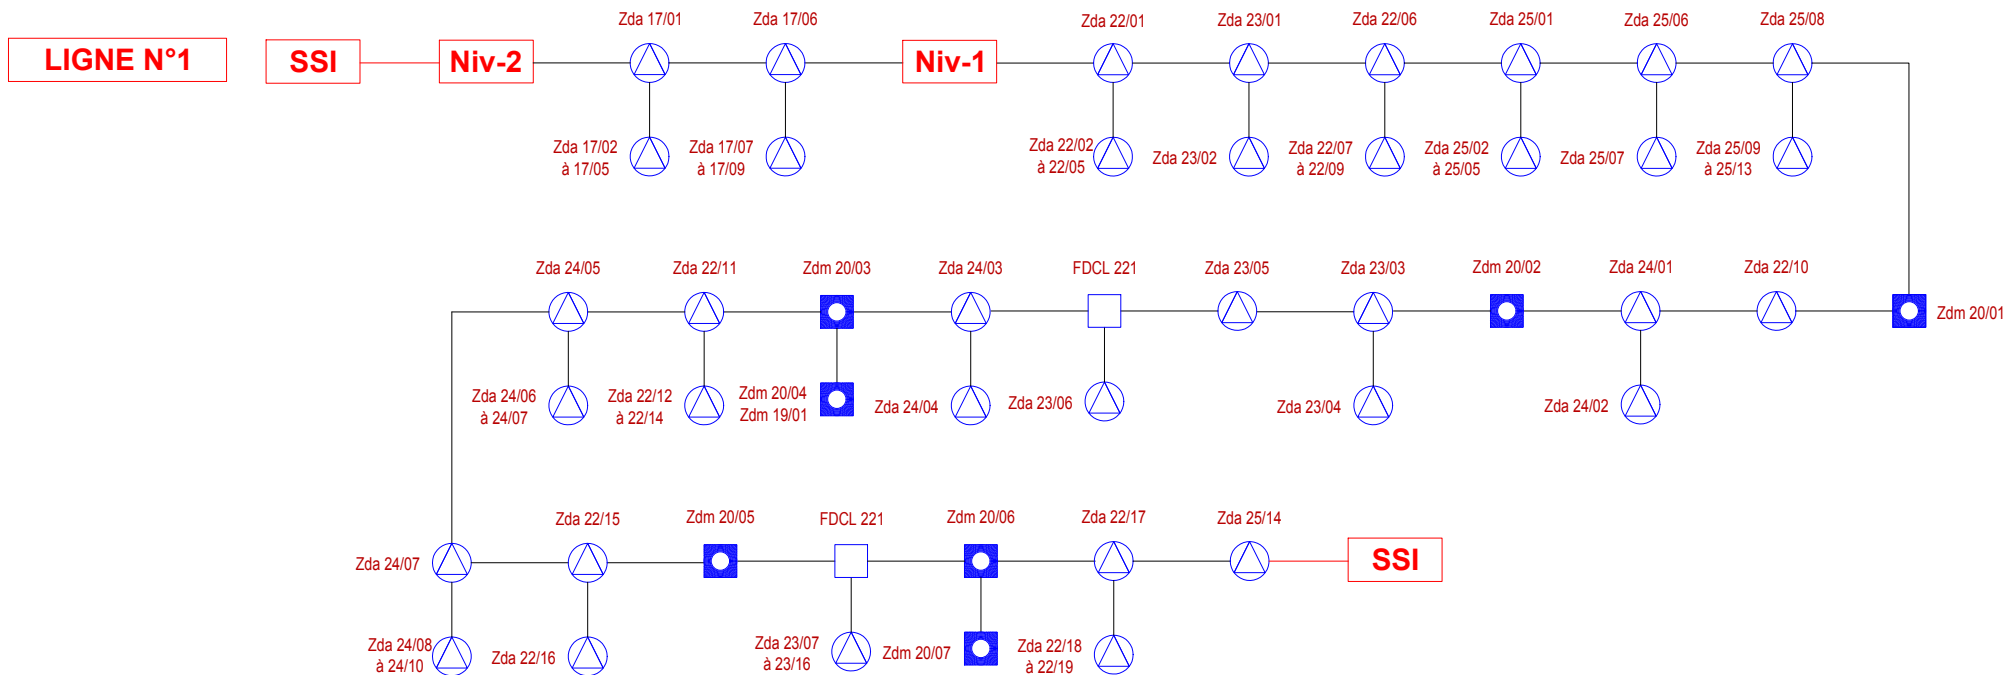 LIGNE N°1
SSI
Niv-2
Zda 17/01
Zda 17/06
Niv-1
Zda 22/01
Zda 23/01
Zda 22/06
Zda 25/01
Zda 25/06
Zda 25/08
Zda 17/02
à 17/05
Zda 17/07
à 17/09
Zda 22/02
à 22/05
Zda 23/02
Zda 22/07
à 22/09
Zda 25/02
à 25/05
Zda 25/07
Zda 25/09
à 25/13
Zda 24/05
Zda 22/11
Zdm 20/03
Zda 24/03
FDCL 221
Zda 23/05
Zda 23/03
Zdm 20/02
Zda 24/01
Zda 22/10
Zdm 20/01
Zda 24/06
à 24/07
Zda 22/12
à 22/14
Zdm 20/04
Zdm 19/01
Zda 24/04
Zda 23/06
Zda 23/04
Zda 24/02
Zda 24/07
Zda 22/15
Zdm 20/05
FDCL 221
Zdm 20/06
Zda 22/17
Zda 25/14
SSI
Zda 24/08
à 24/10
Zda 22/16
Zda 23/07
à 23/16
Zdm 20/07
Zda 22/18
à 22/19